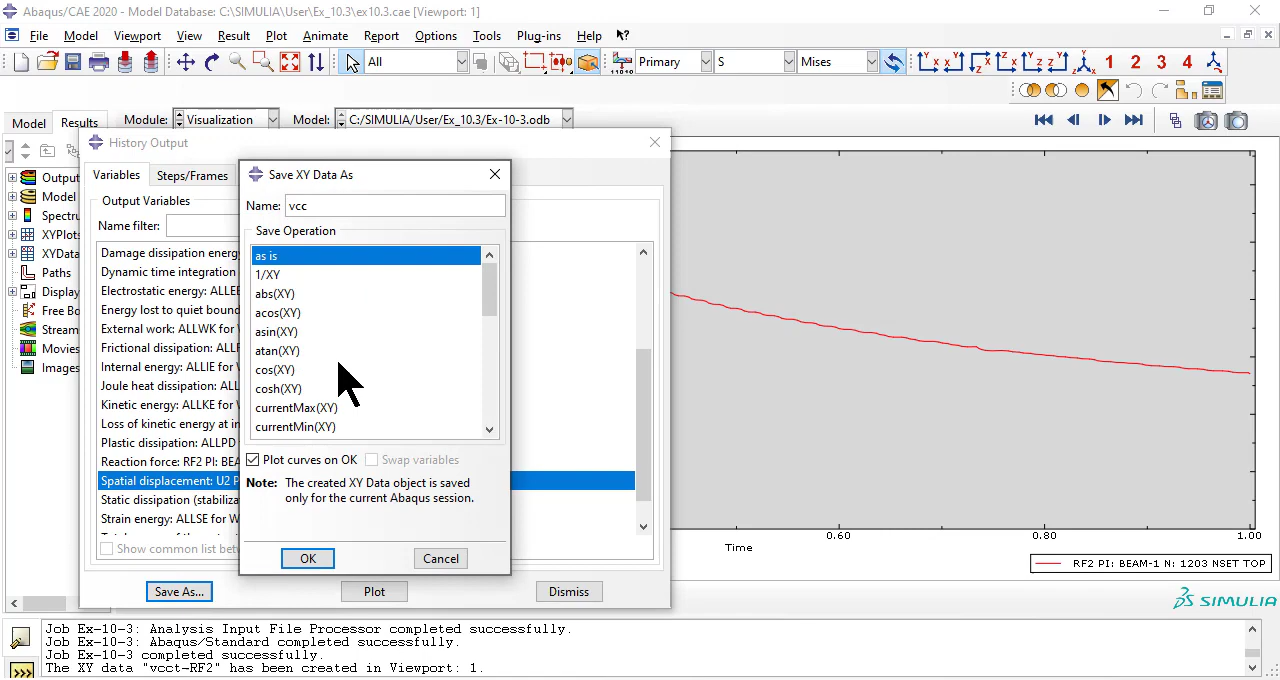 Abaqus/CAE 2020 - Model Database: C:\SIMULIA\User\Ex_10.3\ex10.3.cae [Viewport: 1]
File Model Viewport View Result Plot Animate Report Options Tools Plug-ins Help
All Primary S Mises
1 2 3 4
Model Results Module: Visualization Model: C:/SIMULIA/User/Ex_10.3/Ex-10-3.odb
History Output
Variables Steps/Frames
Output Variables
Name filter:
Output
Model
Spectru
XYPlots
XYData
Paths
Display
Free Bo
Stream
Movies
Images
Damage dissipation energy
Dynamic time integration
Electrostatic energy: ALLEE
Energy lost to quiet bound
External work: ALLWK for
Frictional dissipation: ALLF
Internal energy: ALLIE for
Joule heat dissipation: ALL
Kinetic energy: ALLKE for W
Loss of kinetic energy at in
Plastic dissipation: ALLPD
Reaction force: RF2 PI: BEA
Spatial displacement: U2 P
Static dissipation (stabiliza
Strain energy: ALLSE for W
Show common list betw
Save As... Plot Dismiss
Save XY Data As
Name: vcc
Save Operation
as is
1/XY
abs(XY)
acos(XY)
asin(XY)
atan(XY)
cos(XY)
cosh(XY)
currentMax(XY)
currentMin(XY)
Plot curves on OK Swap variables
Note: The created XY Data object is saved
only for the current Abaqus session.
OK Cancel
0.60 0.80 1.00
Time
RF2 PI: BEAM-1 N: 1203 NSET TOP
SIMULIA
Job Ex-10-3: Analysis Input File Processor completed successfully.
Job Ex-10-3: Abaqus/Standard completed successfully.
Job Ex-10-3 completed successfully
The XY data "vcct-RF2" has been created in Viewport: 1.
>>>